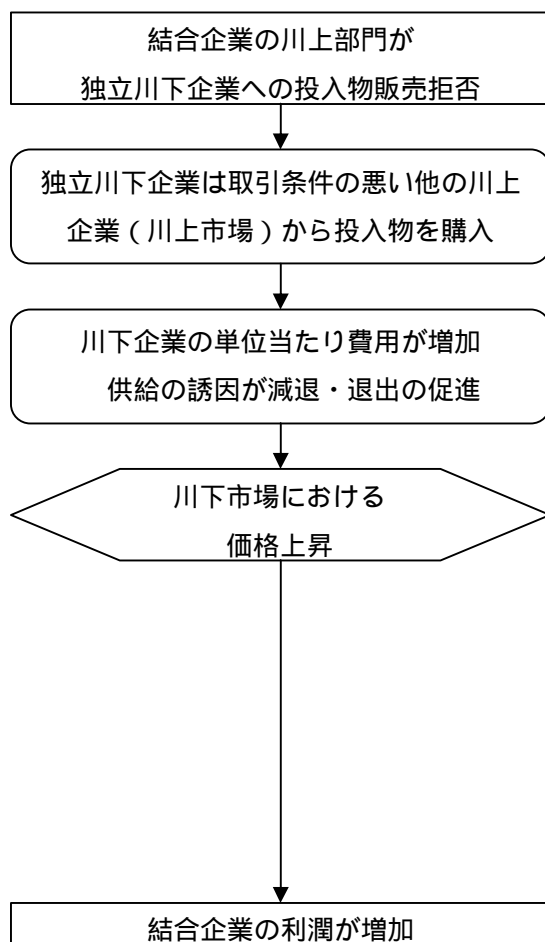 結合企業の川上部門が
独立川下企業への投入物販売拒否
独立川下企業は取引条件の悪い他の川上
企業（川上市場）から投入物を購入
川下企業の単位当たり費用が増加
供給の誘因が減退・退出の促進
川下市場における
価格上昇
結合企業の利潤が増加